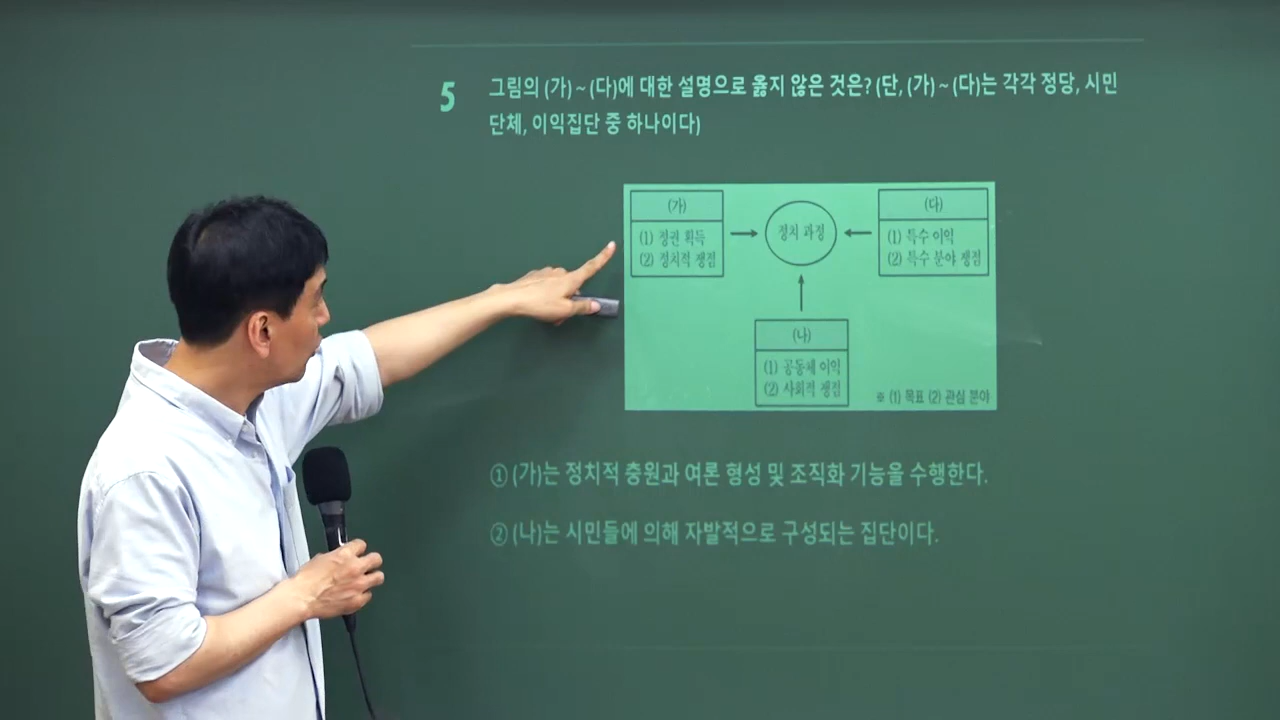 5
그림의 (가) ~ (다)에 대한 설명으로 옳지 않은 것은? (단, (가) ~ (다)는 각각 정당, 시민
단체, 이익집단 중 하나이다)
(가)
(1) 정권 획득
(2) 정치적 쟁점
정치 과정
(다)
(1) 특수 이익
(2) 특수 분야 쟁점
(나)
(1) 공동체 이익
(2) 사회적 쟁점
※ (1) 목표 (2) 관심 분야
① (가)는 정치적 충원과 여론 형성 및 조직화 기능을 수행한다.
② (나)는 시민들에 의해 자발적으로 구성되는 집단이다.